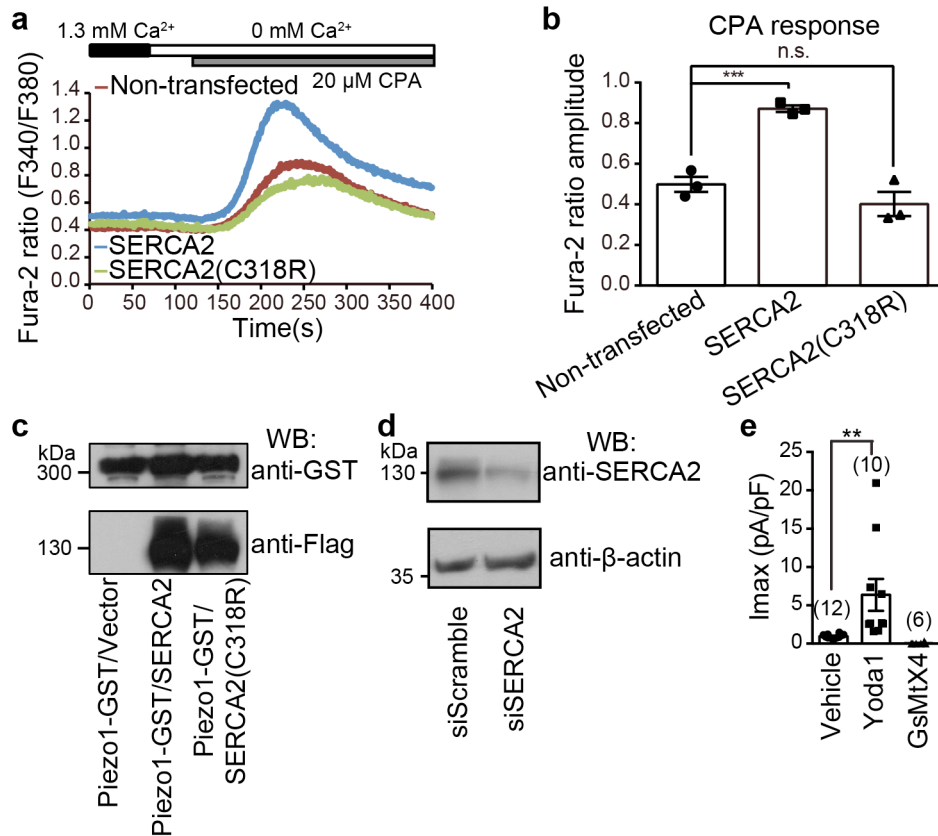 a
1.3 mM Ca²⁺
0 mM Ca²⁺
20 µM CPA
Non-transfected
SERCA2
SERCA2(C318R)
Fura-2 ratio (F340/F380)
1.4
1.2
1.0
0.8
0.6
0.4
0.2
0.0
0 50 100 150 200 250 300 350 400
Time(s)
b
CPA response
n.s.
***
Fura-2 ratio amplitude
1.0
0.8
0.6
0.4
0.2
0.0
Non-transfected
SERCA2
SERCA2(C318R)
c
kDa
300
130
WB:
anti-GST
anti-Flag
Piezo1-GST/Vector
Piezo1-GST/SERCA2
Piezo1-GST/
SERCA2(C318R)
d
kDa
130
35
WB:
anti-SERCA2
anti-β-actin
siScramble
siSERCA2
e
**
(10)
(12)
(6)
Imax (pA/pF)
25
20
15
10
5
0
Vehicle
Yoda1
GsMtX4